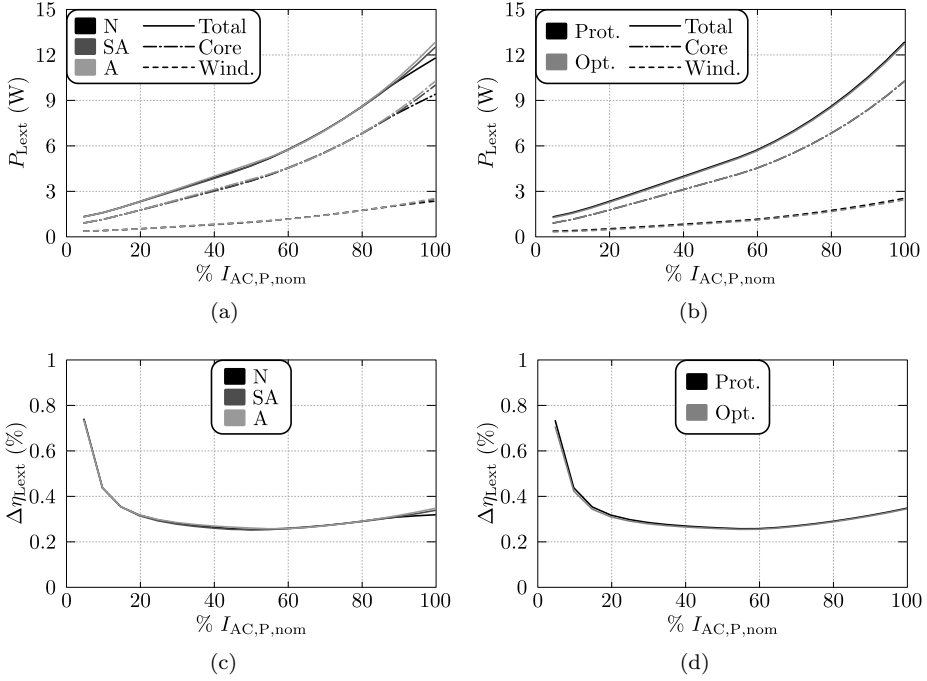 15
12
9
6
3
0
P_Lext (W)
N
SA
A
Total
Core
Wind.
0 20 40 60 80 100
% I_AC,P,nom
(a)
15
12
9
6
3
0
P_Lext (W)
Prot.
Opt.
Total
Core
Wind.
0 20 40 60 80 100
% I_AC,P,nom
(b)
1
0.8
0.6
0.4
0.2
0
Δη_Lext (%)
N
SA
A
0 20 40 60 80 100
% I_AC,P,nom
(c)
1
0.8
0.6
0.4
0.2
0
Δη_Lext (%)
Prot.
Opt.
0 20 40 60 80 100
% I_AC,P,nom
(d)